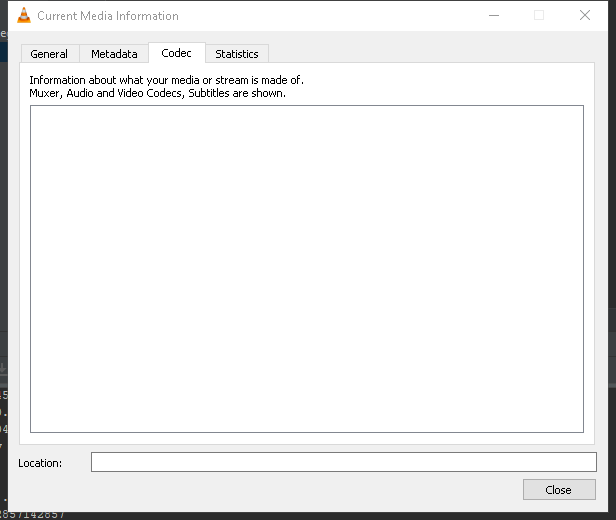 Current Media Information
General
Metadata
Codec
Statistics
Information about what your media or stream is made of.
Muxer, Audio and Video Codecs, Subtitles are shown.
Location:
Close
2857142857